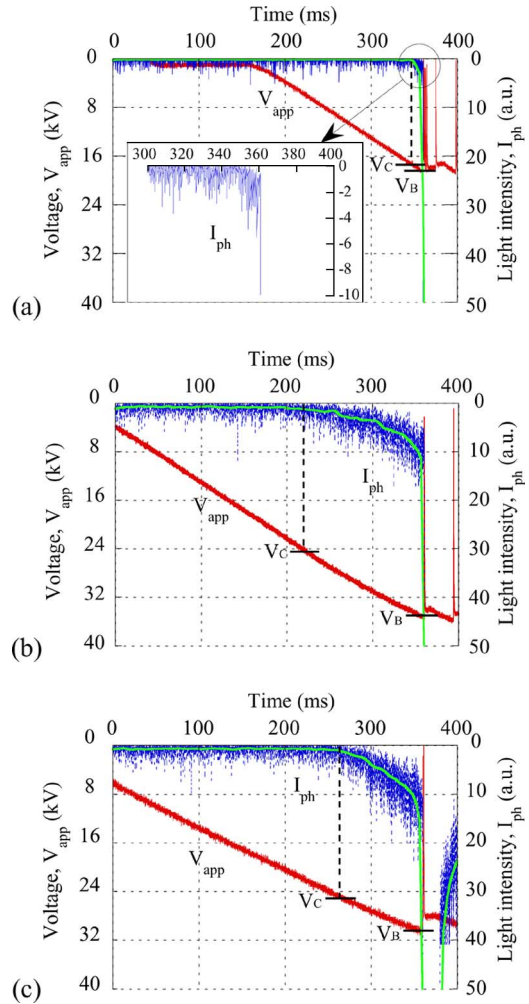 Time (ms)
0 100 200 300 400
0 0
8 10
16 20
24 30
32 40
40 50
Voltage, V_app (kV)
Light intensity, I_ph (a.u.)
V_app
V_C
V_B
300 320 340 360 380 400
0
-2
-4
-6
-8
-10
I_ph
(a)
Time (ms)
0 100 200 300 400
0 0
8 10
16 20
24 30
32 40
40 50
Voltage, V_app (kV)
Light intensity, I_ph (a.u.)
I_ph
V_app
V_C
V_B
(b)
Time (ms)
0 100 200 300 400
0 0
8 10
16 20
24 30
32 40
40 50
Voltage, V_app (kV)
Light intensity, I_ph (a.u.)
I_ph
V_app
V_C
V_B
(c)